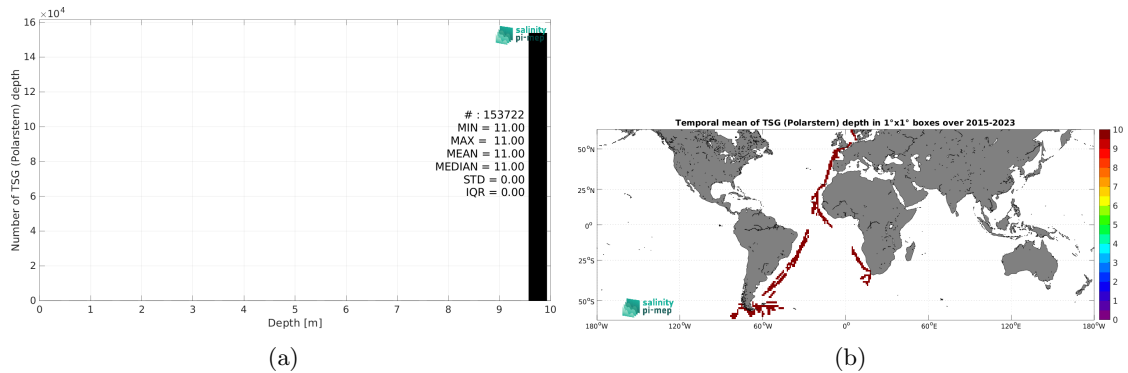 ×10⁴
16
14
12
10
8
6
4
2
0
Number of TSG (Polarstern) depth
salinity
pi-mep
# : 153722
MIN = 11.00
MAX = 11.00
MEAN = 11.00
MEDIAN = 11.00
STD = 0.00
IQR = 0.00
0 1 2 3 4 5 6 7 8 9 10
Depth [m]
(a)
Temporal mean of TSG (Polarstern) depth in 1°x1° boxes over 2015-2023
50°N
25°N
0°
25°S
50°S
salinity
pi-mep
180°W 120°W 60°W 0° 60°E 120°E 180°W
10
9
8
7
6
5
4
3
2
1
0
(b)